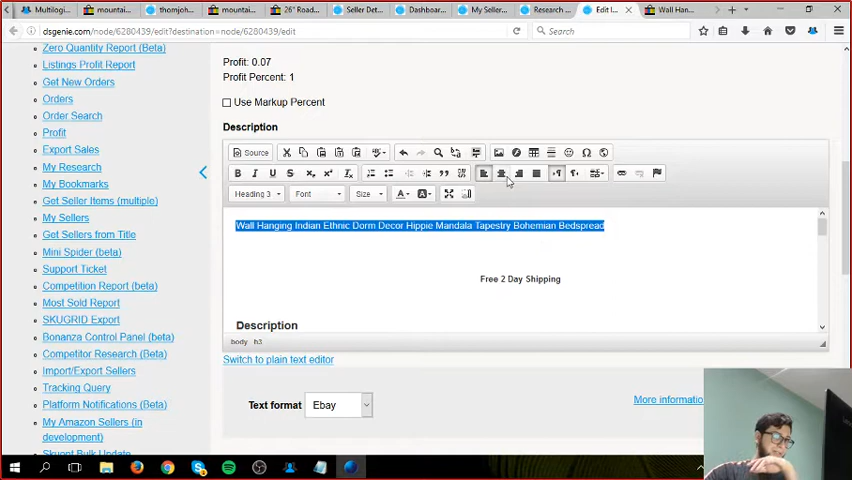 Multilogi
mountai...
thomjoh...
mountai...
26" Road...
Seller Det...
Dashboar...
My Seller...
Research ...
Edit I...
Wall Han...
dsgenie.com/node/6280439/edit?destination=node/6280439/edit
Search
Zero Quantity Report (Beta)
Listings Profit Report
Get New Orders
Orders
Order Search
Profit
Export Sales
My Research
My Bookmarks
Get Seller Items (multiple)
My Sellers
Get Sellers from Title
Mini Spider (beta)
Support Ticket
Competition Report (beta)
Most Sold Report
SKUGRID Export
Bonanza Control Panel (Beta)
Competitor Research (Beta)
Import/Export Sellers
Tracking Query
Platform Notifications (Beta)
My Amazon Sellers (in
development)
Profit: 0.07
Profit Percent: 1
Use Markup Percent
Description
Source
B I U S x₂ x² Ix
Heading 3 Font Size A A
Wall Hanging Indian Ethnic Dorm Decor Hippie Mandala Tapestry Bohemian Bedspread
Free 2 Day Shipping
Description
body h3
Switch to plain text editor
Text format Ebay
More informatio